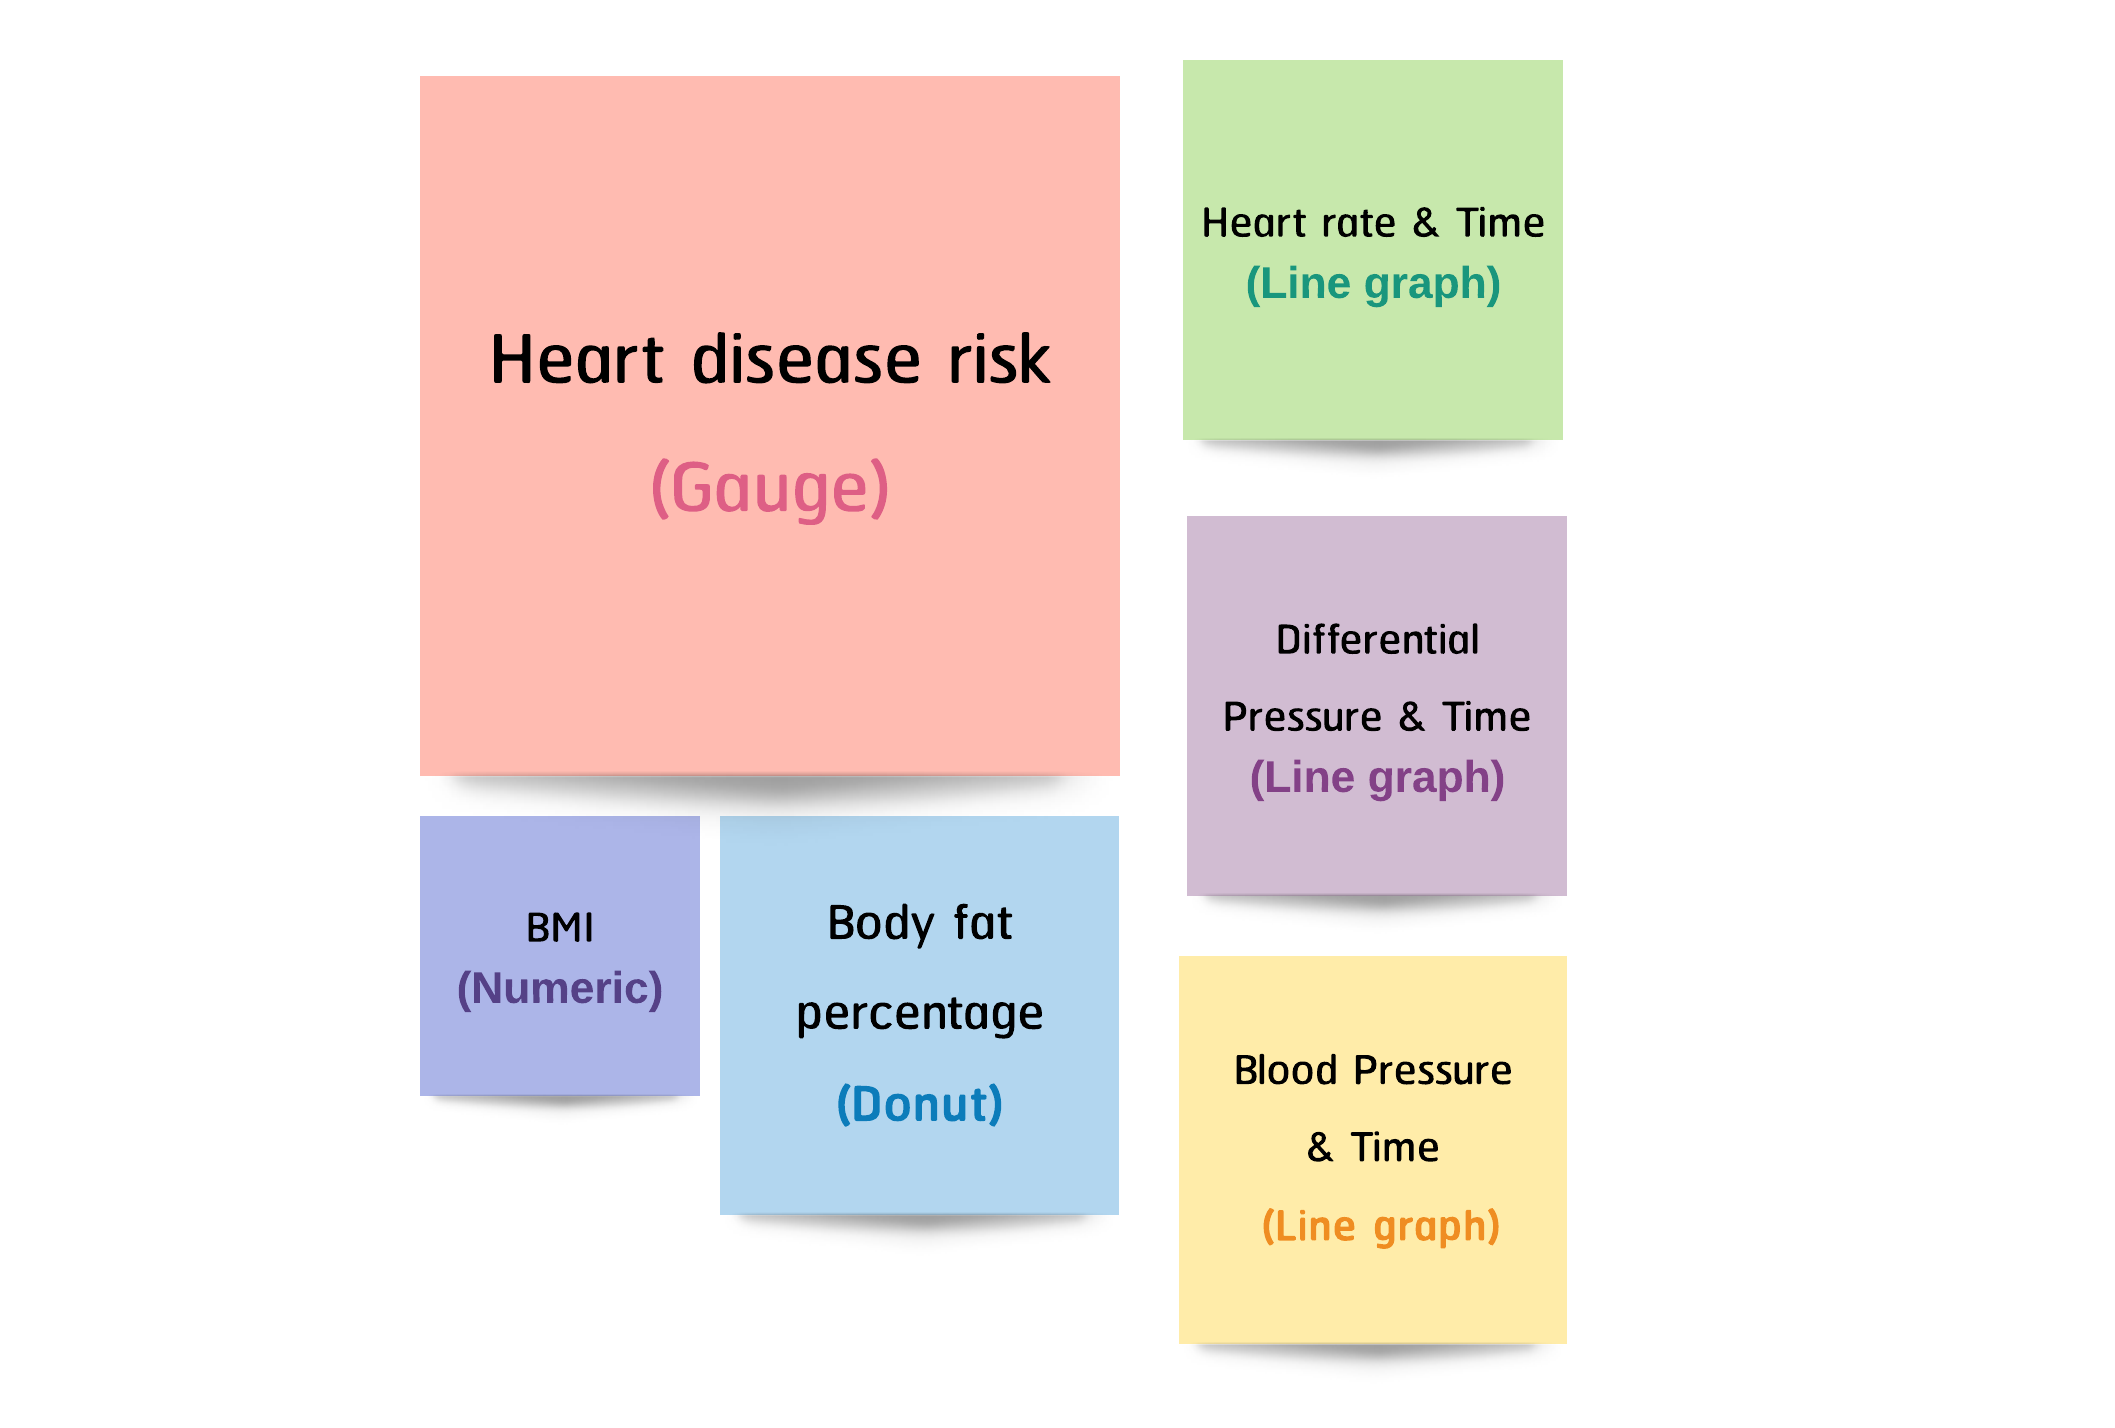 Heart disease risk
(Gauge)
BMI
(Numeric)
Body fat
percentage
(Donut)
Heart rate & Time
(Line graph)
Differential
Pressure & Time
(Line graph)
Blood Pressure
& Time
(Line graph)